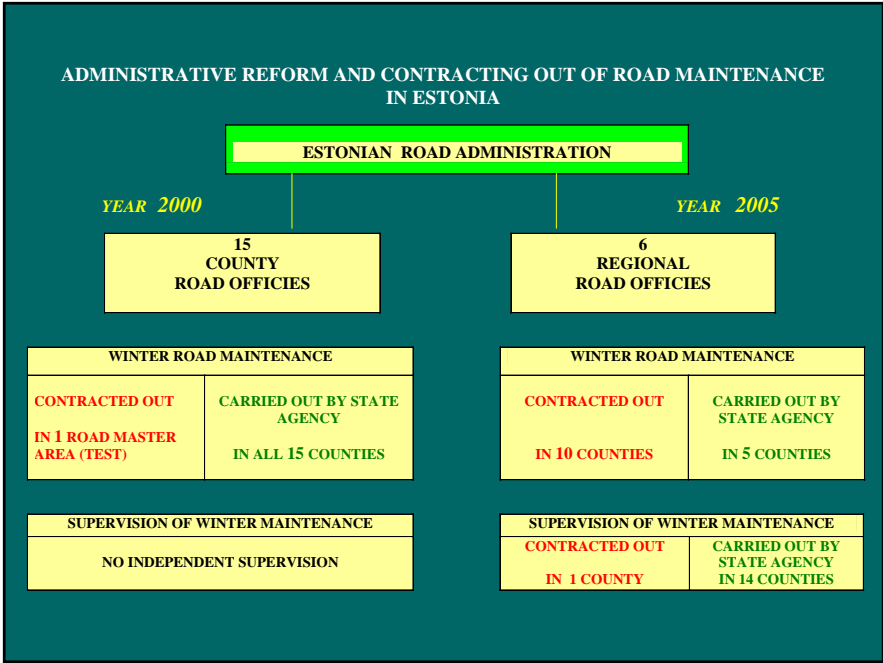 ADMINISTRATIVE REFORM AND CONTRACTING OUT OF ROAD MAINTENANCE
IN ESTONIA
ESTONIAN ROAD ADMINISTRATION
YEAR 2000
YEAR 2005
15
COUNTY
ROAD OFFICIES
6
REGIONAL
ROAD OFFICIES
WINTER ROAD MAINTENANCE
CONTRACTED OUT
IN 1 ROAD MASTER
AREA (TEST)
CARRIED OUT BY STATE
AGENCY
IN ALL 15 COUNTIES
WINTER ROAD MAINTENANCE
CONTRACTED OUT
IN 10 COUNTIES
CARRIED OUT BY
STATE AGENCY
IN 5 COUNTIES
SUPERVISION OF WINTER MAINTENANCE
NO INDEPENDENT SUPERVISION
SUPERVISION OF WINTER MAINTENANCE
CONTRACTED OUT
IN 1 COUNTY
CARRIED OUT BY
STATE AGENCY
IN 14 COUNTIES